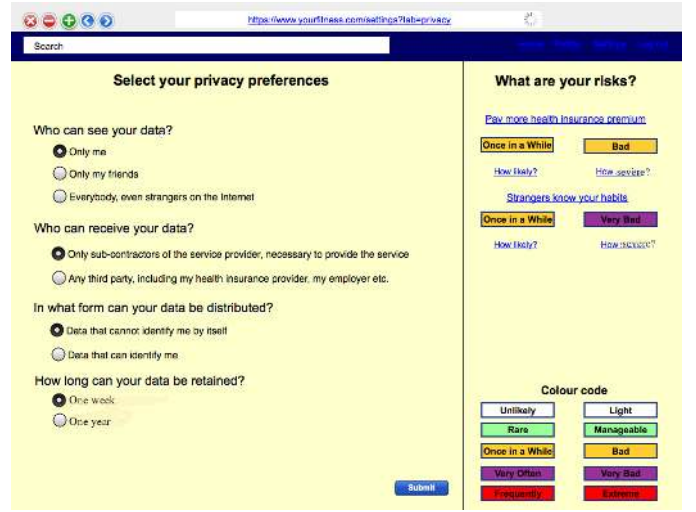 https://www.yourfitness.com/settings?tab=privacy
Search
Select your privacy preferences
Who can see your data?
Only me
Only my friends
Everybody, even strangers on the Internet
Who can receive your data?
Only sub-contractors of the service provider, necessary to provide the service
Any third party, including my health insurance provider, my employer etc.
In what form can your data be distributed?
Data that cannot identify me by itself
Data that can identify me
How long can your data be retained?
One week
One year
Submit
What are your risks?
Pay more health insurance premium
Once in a While Bad
How likely? How severe?
Strangers know your habits
Once in a While Very Bad
How likely? How severe?
Colour code
Unlikely Light
Rare Manageable
Once in a While Bad
Very Often Very Bad
Frequently Extreme